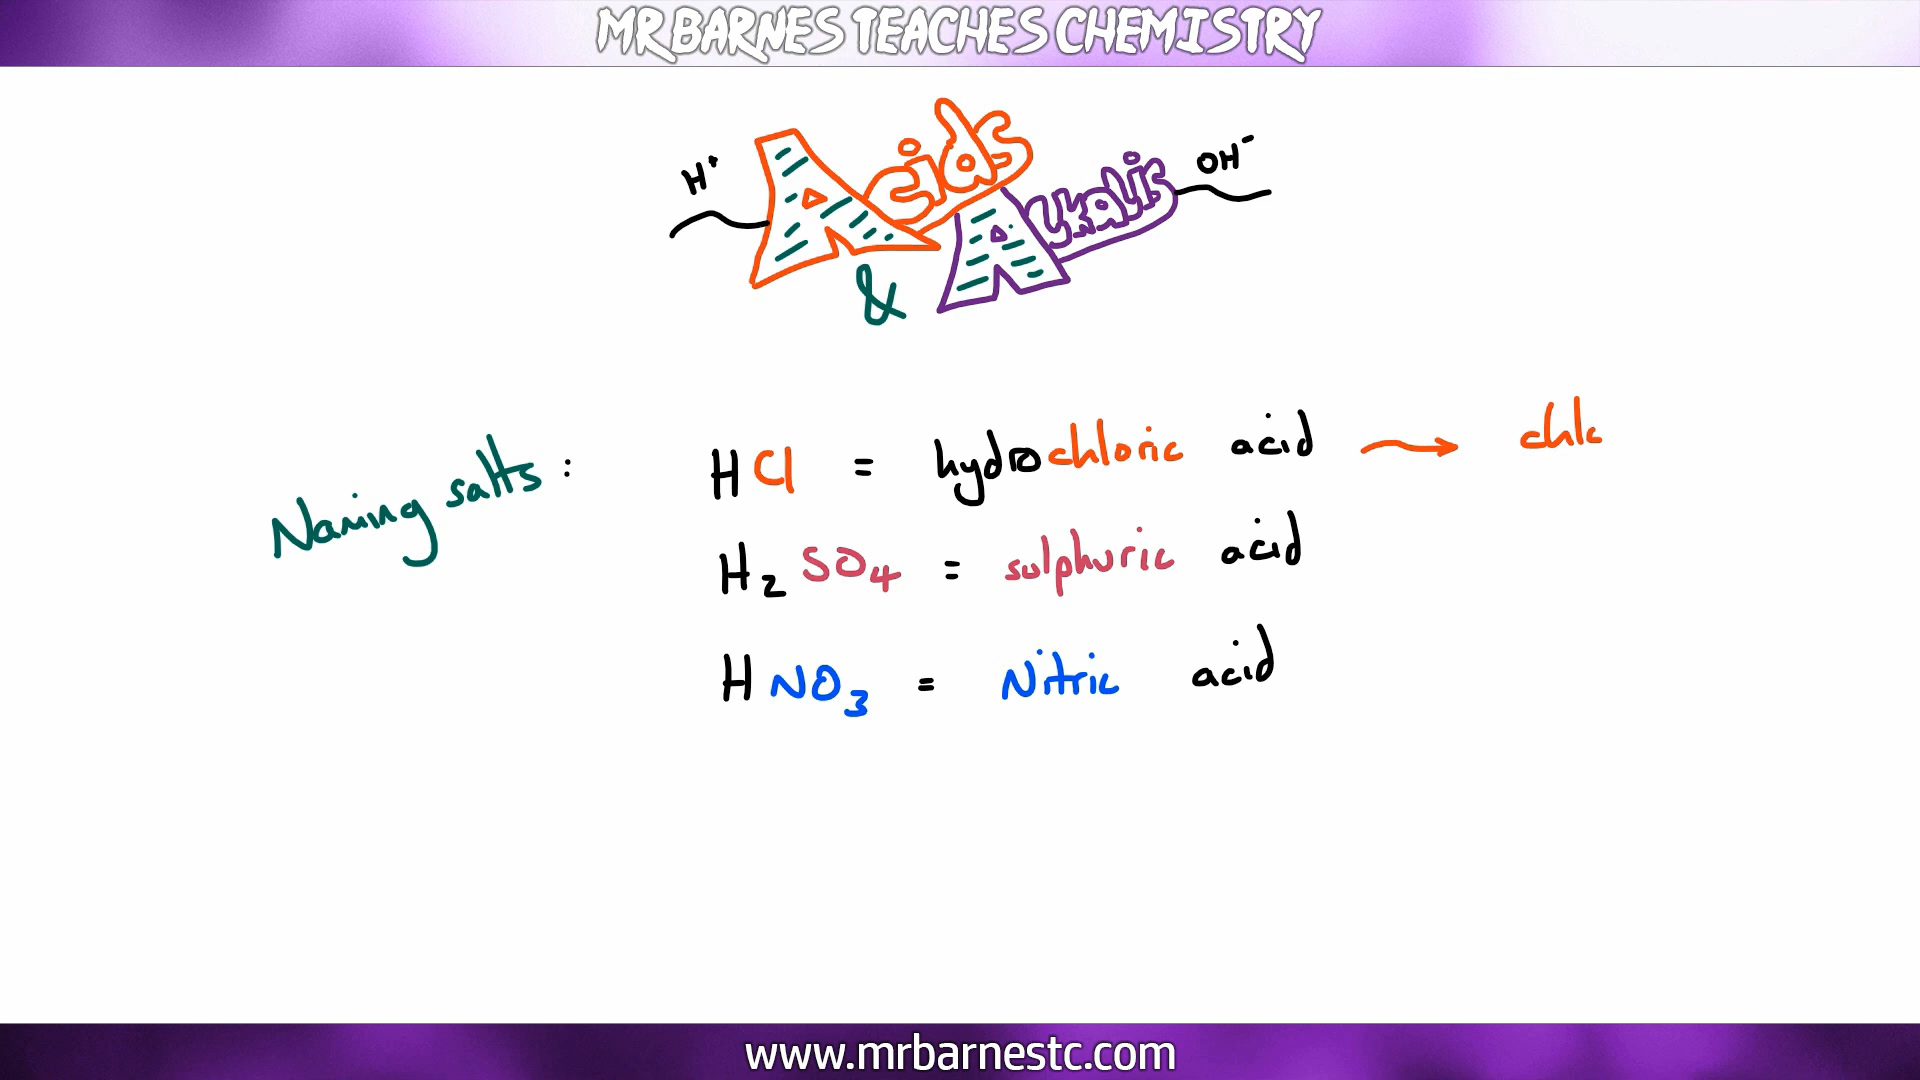 MR BARNES TEACHES CHEMISTRY
H⁺ Acids & Alkalis OH⁻
Naming salts : HCl = hydrochloric acid → chlc
H₂SO₄ = sulphuric acid
HNO₃ = Nitric acid
www.mrbarnestc.com